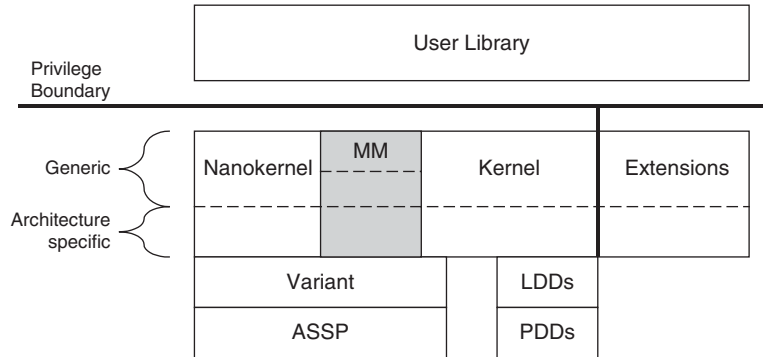 User Library
Privilege
Boundary
Generic
Nanokernel
MM
Kernel
Extensions
Architecture
specific
Variant
LDDs
ASSP
PDDs